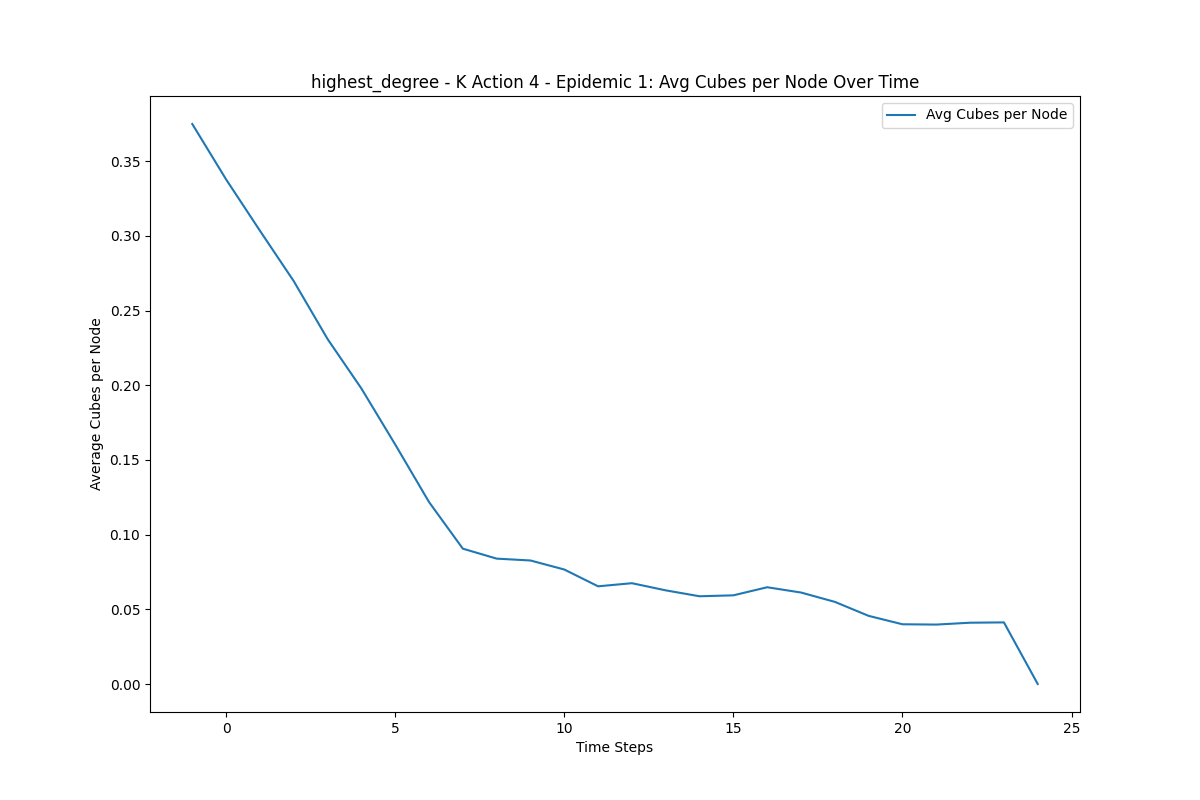 highest_degree - K Action 4 - Epidemic 1: Avg Cubes per Node Over Time
Avg Cubes per Node
Average Cubes per Node
0.35
0.30
0.25
0.20
0.15
0.10
0.05
0.00
0 5 10 15 20 25
Time Steps